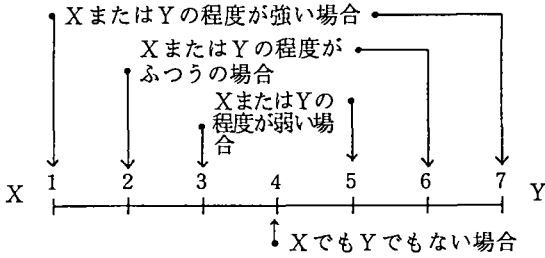 XまたはYの程度が強い場合
XまたはYの程度が
ふつうの場合
XまたはYの
程度が弱い場
合
X 1 2 3 4 5 6 7 Y
XでもYでもない場合